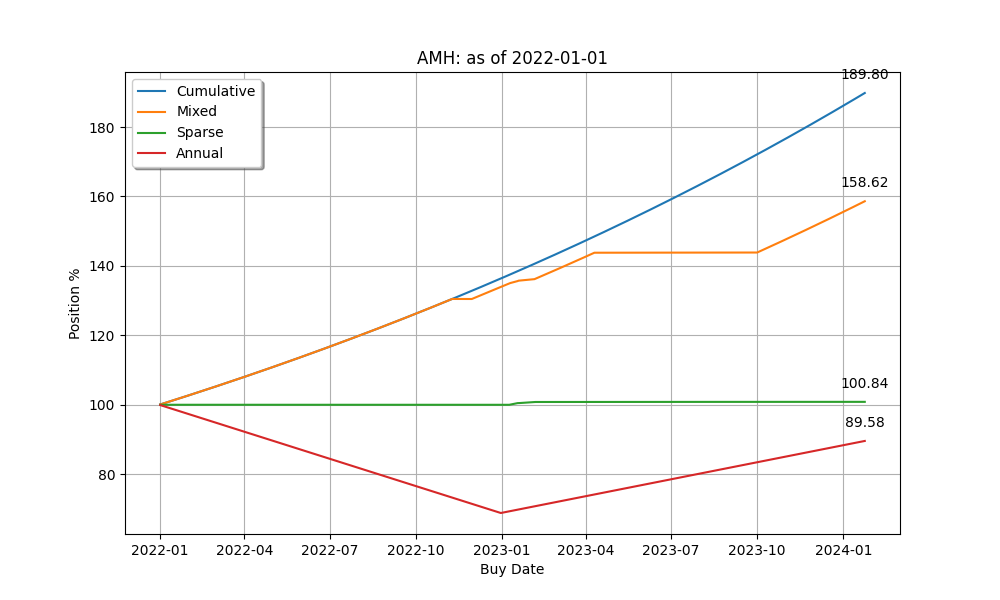 AMH: as of 2022-01-01
189.80
Cumulative
Mixed
Sparse
Annual
180
158.62
160
140
120
100.84
100
89.58
80
Position %
2022-01 2022-04 2022-07 2022-10 2023-01 2023-04 2023-07 2023-10 2024-01
Buy Date